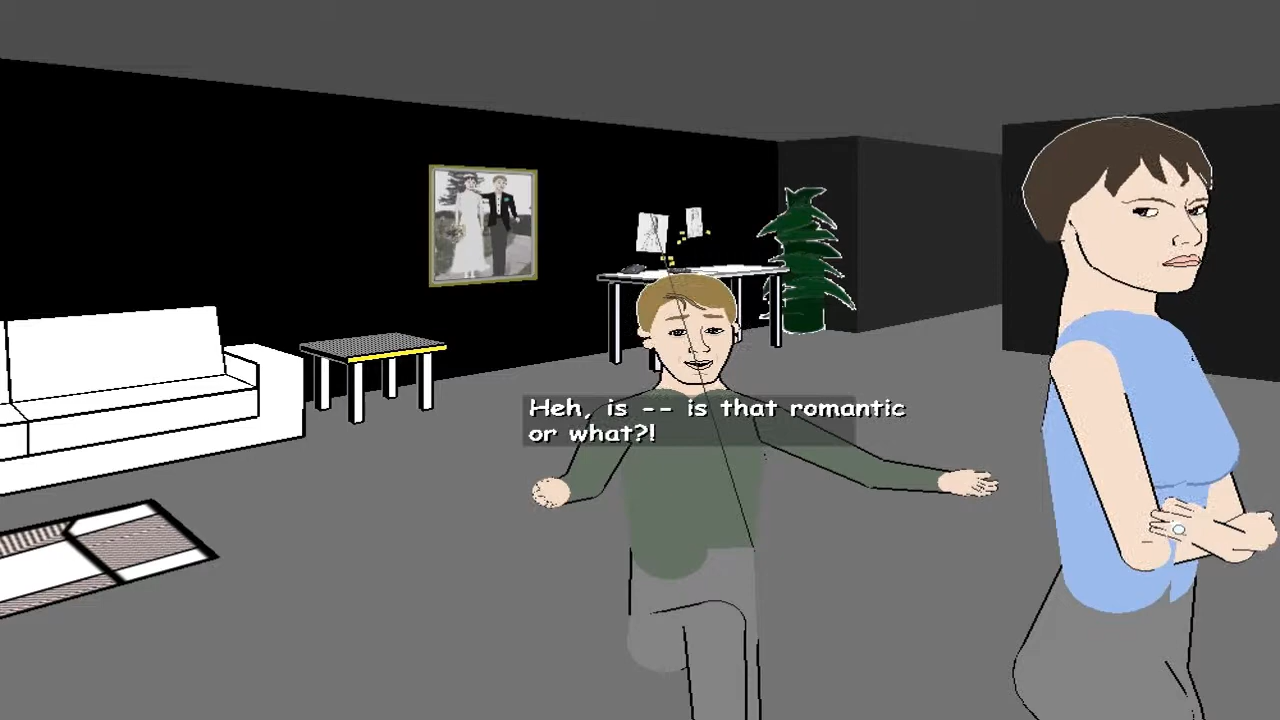 Heh, is -- is that romantic
or what?!